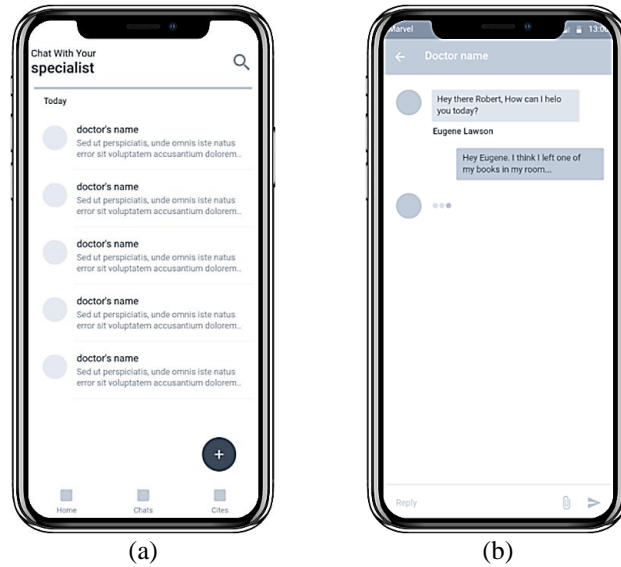 Chat With Your
specialist
Today
doctor's name
Sed ut perspiciatis, unde omnis iste natus
error sit voluptatem accusantium dolorem..
doctor's name
Sed ut perspiciatis, unde omnis iste natus
error sit voluptatem accusantium dolorem..
doctor's name
Sed ut perspiciatis, unde omnis iste natus
error sit voluptatem accusantium dolorem..
doctor's name
Sed ut perspiciatis, unde omnis iste natus
error sit voluptatem accusantium dolorem..
doctor's name
Sed ut perspiciatis, unde omnis iste natus
error sit voluptatem accusantium dolorem..
+
Home Chats Cites
(a)
Marvel 13:00
Doctor name
Hey there Robert, How can I helo
you today?
Eugene Lawson
Hey Eugene. I think I left one of
my books in my room...
Reply
(b)